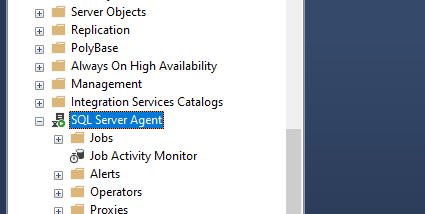 Server Objects
Replication
PolyBase
Always On High Availability
Management
Integration Services Catalogs
SQL Server Agent
Jobs
Job Activity Monitor
Alerts
Operators
Proxies